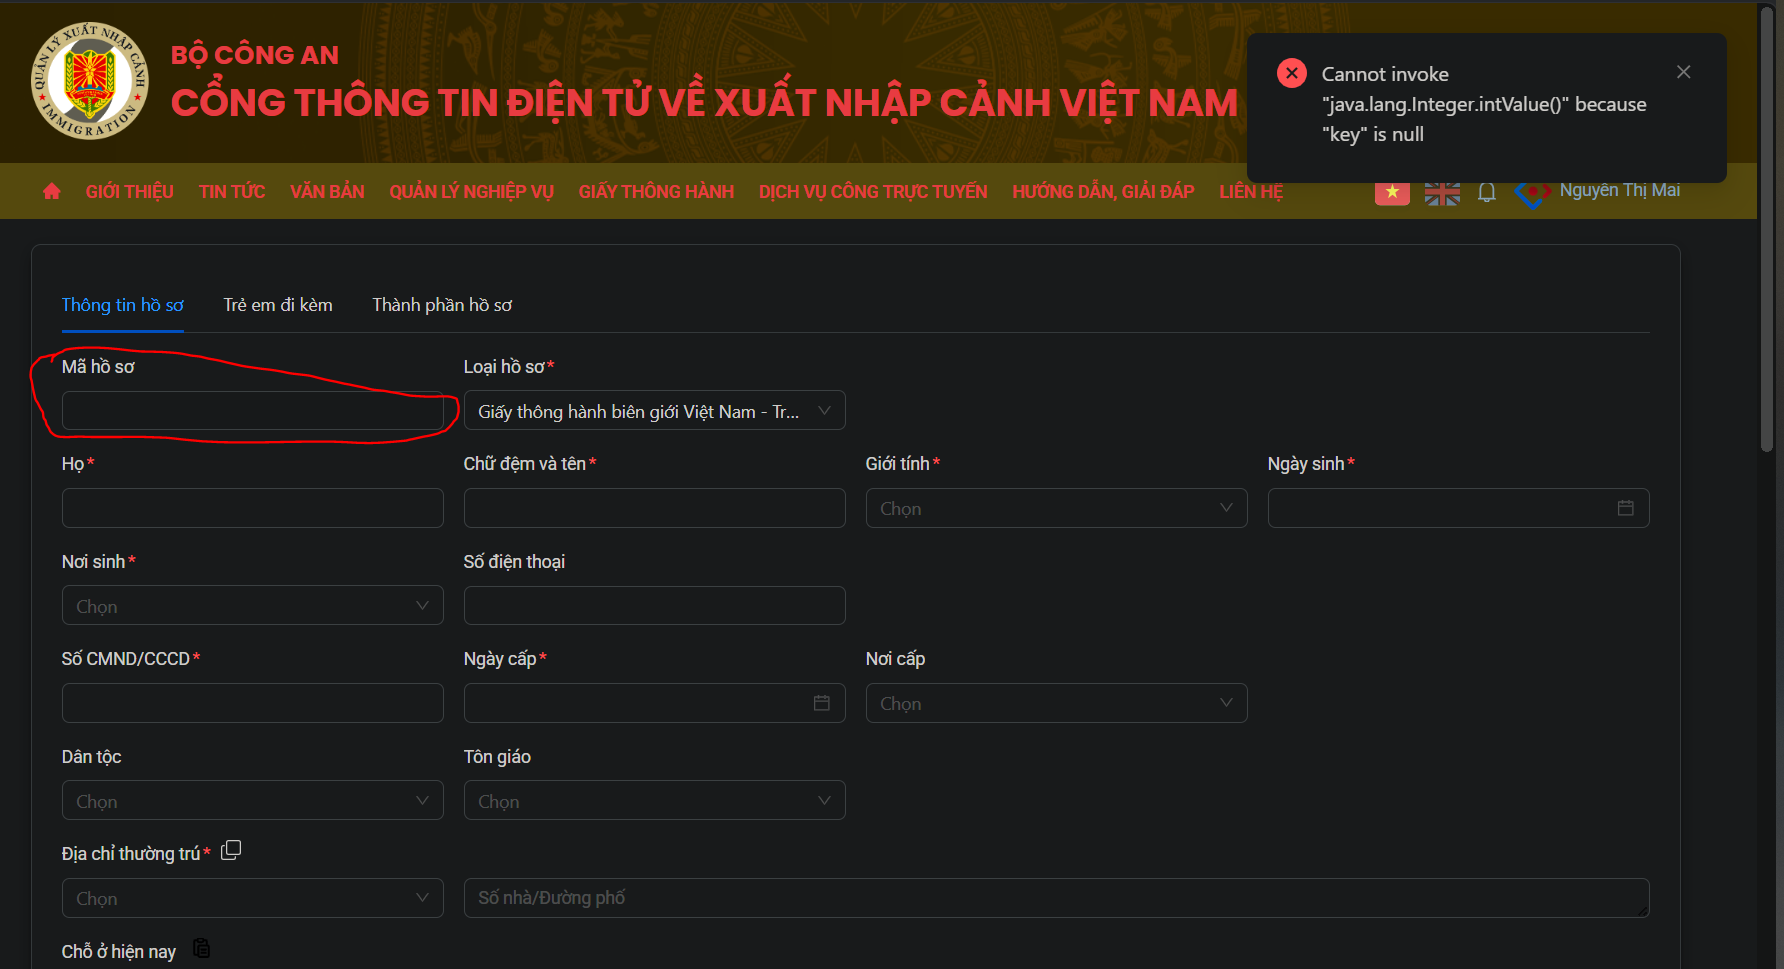 QUẢN LÝ XUẤT NHẬP CẢNH
IMMIGRATION
BỘ CÔNG AN
CỔNG THÔNG TIN ĐIỆN TỬ VỀ XUẤT NHẬP CẢNH VIỆT NAM
Cannot invoke
"java.lang.Integer.intValue()" because
"key" is null
GIỚI THIỆU TIN TỨC VĂN BẢN QUẢN LÝ NGHIỆP VỤ GIẤY THÔNG HÀNH DỊCH VỤ CÔNG TRỰC TUYẾN HƯỚNG DẪN, GIẢI ĐÁP LIÊN HỆ Nguyễn Thị Mai
Thông tin hồ sơ Trẻ em đi kèm Thành phần hồ sơ
Mã hồ sơ Loại hồ sơ*
Giấy thông hành biên giới Việt Nam - Tr...
Họ* Chữ đệm và tên* Giới tính* Ngày sinh*
Chọn
Nơi sinh* Số điện thoại
Chọn
Số CMND/CCCD* Ngày cấp* Nơi cấp
Chọn
Dân tộc Tôn giáo
Chọn Chọn
Địa chỉ thường trú*
Chọn Số nhà/Đường phố
Chỗ ở hiện nay